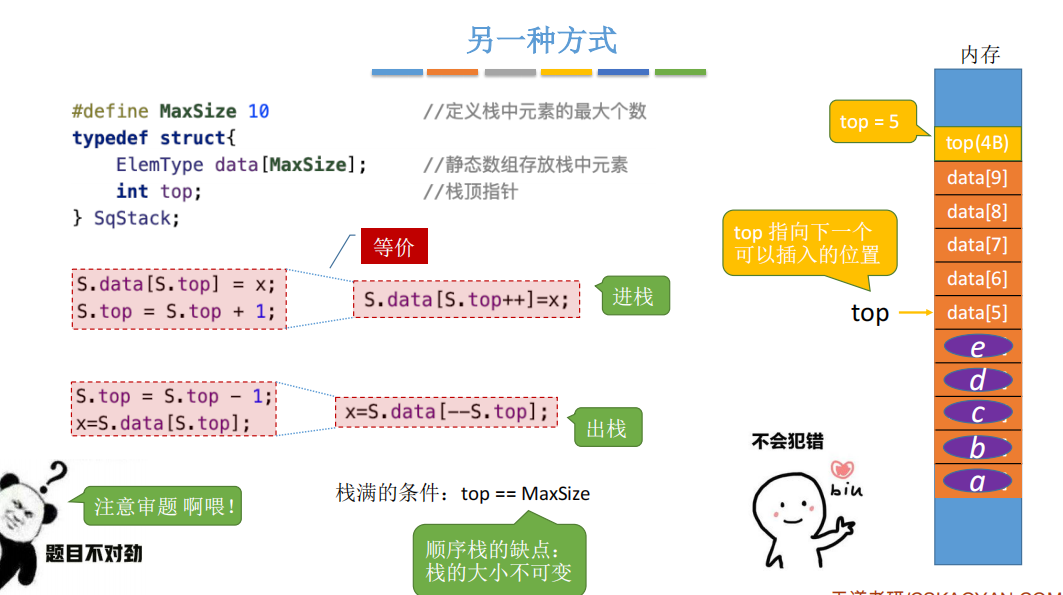 另一种方式
内存
#define MaxSize 10 //定义栈中元素的最大个数
typedef struct{
ElemType data[MaxSize]; //静态数组存放栈中元素
int top; //栈顶指针
} SqStack;
等价
S.data[S.top] = x;
S.top = S.top + 1;
S.data[S.top++]=x;
进栈
S.top = S.top - 1;
x=S.data[S.top];
x=S.data[--S.top];
出栈
栈满的条件：top == MaxSize
顺序栈的缺点：
栈的大小不可变
注意审题 啊喂！
?
题目不对劲
不会犯错
biu
top = 5
top 指向下一个
可以插入的位置
top
top(4B)
data[9]
data[8]
data[7]
data[6]
data[5]
e
d
c
b
a